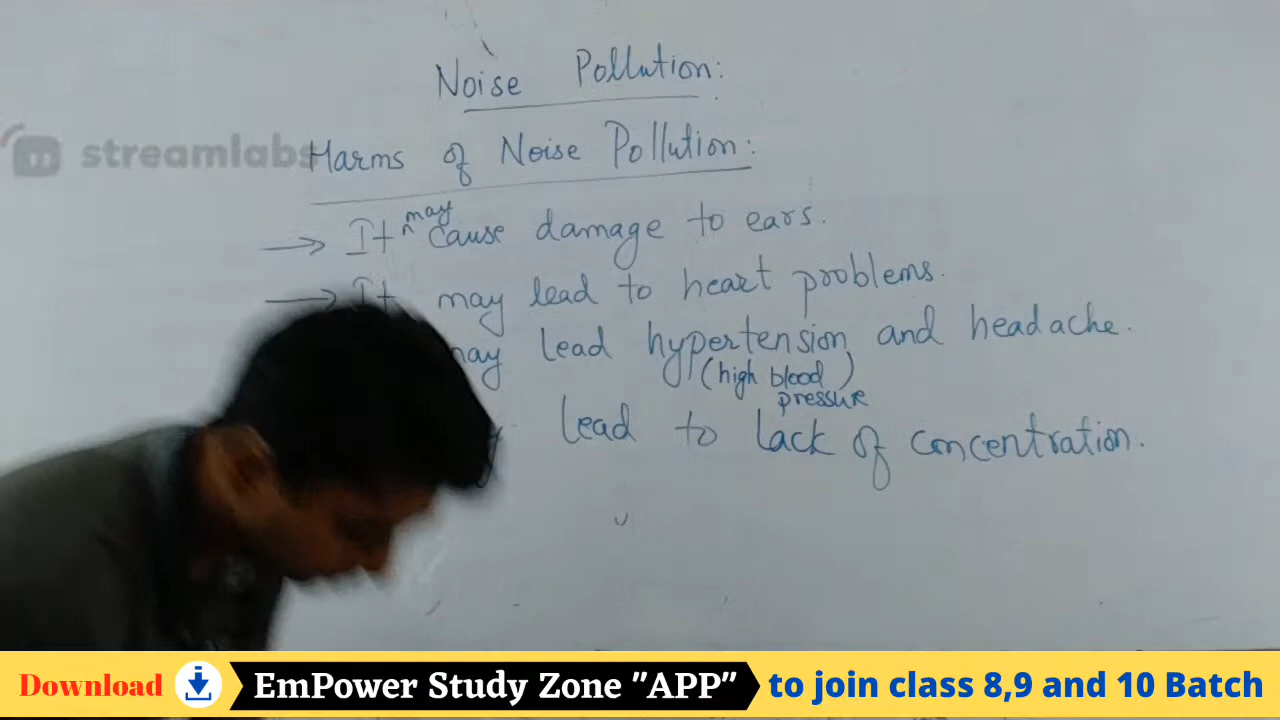 Noise Pollution:
streamlabs
Harms of Noise Pollution:
→ It may cause damage to ears.
→ It may lead to heart problems.
may lead hypertension and headache.
(high blood pressure)
lead to lack of concentration.
Download EmPower Study Zone "APP" to join class 8,9 and 10 Batch